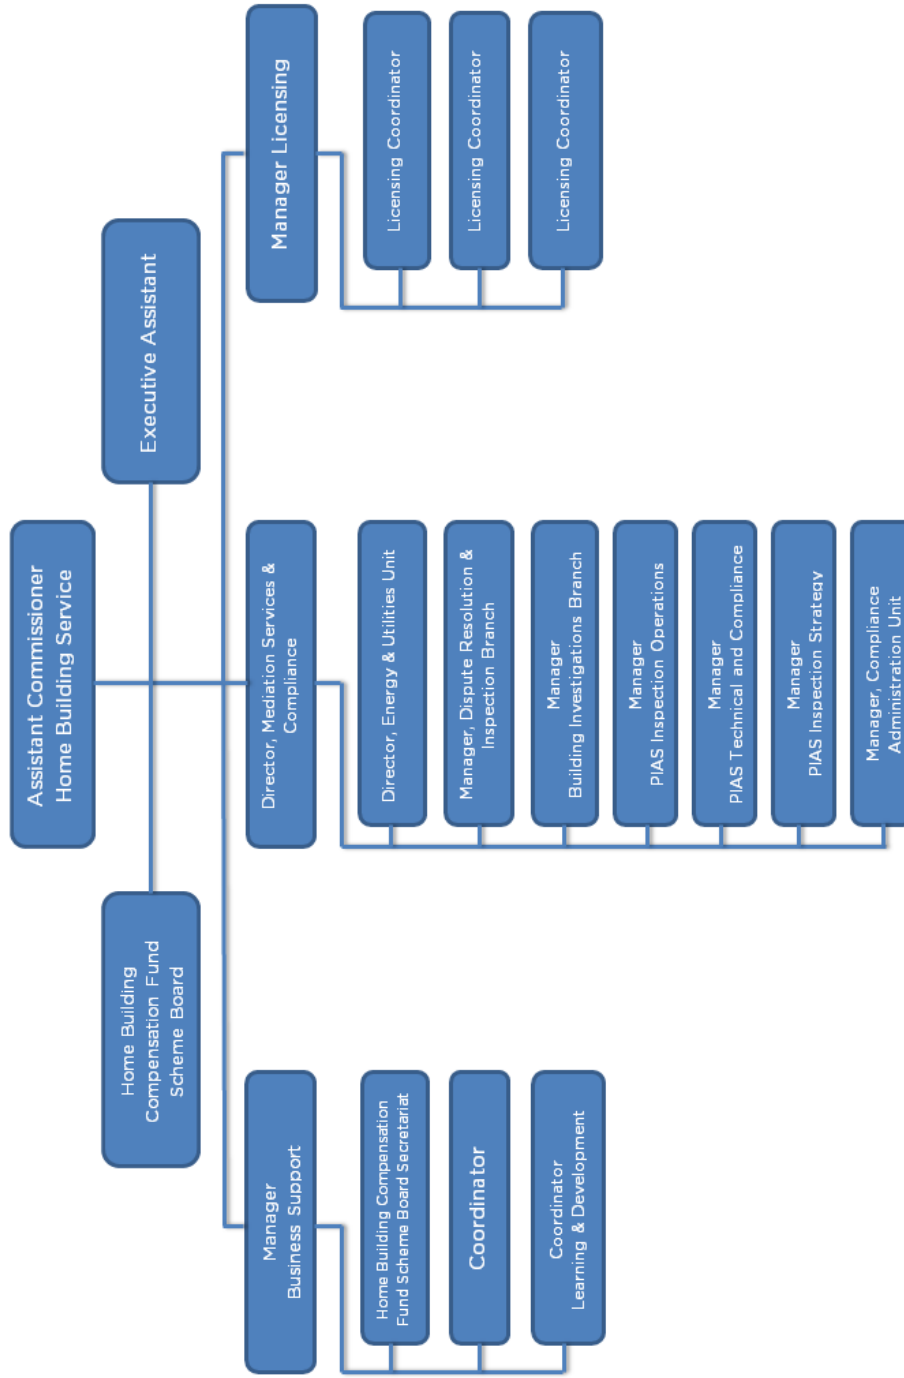 Assistant Commissioner
Home Building Service
Home Building
Compensation Fund
Scheme Board
Executive Assistant
Manager
Business Support
Director, Mediation Services &
Compliance
Manager Licensing
Home Building Compensation
Fund Scheme Board Secretariat
Coordinator
Coordinator
Learning & Development
Director, Energy & Utilities Unit
Manager, Dispute Resolution &
Inspection Branch
Manager
Building Investigations Branch
Manager
PIAS Inspection Operations
Manager
PIAS Technical and Compliance
Manager
PIAS Inspection Strategy
Manager, Compliance
Administration Unit
Licensing Coordinator
Licensing Coordinator
Licensing Coordinator